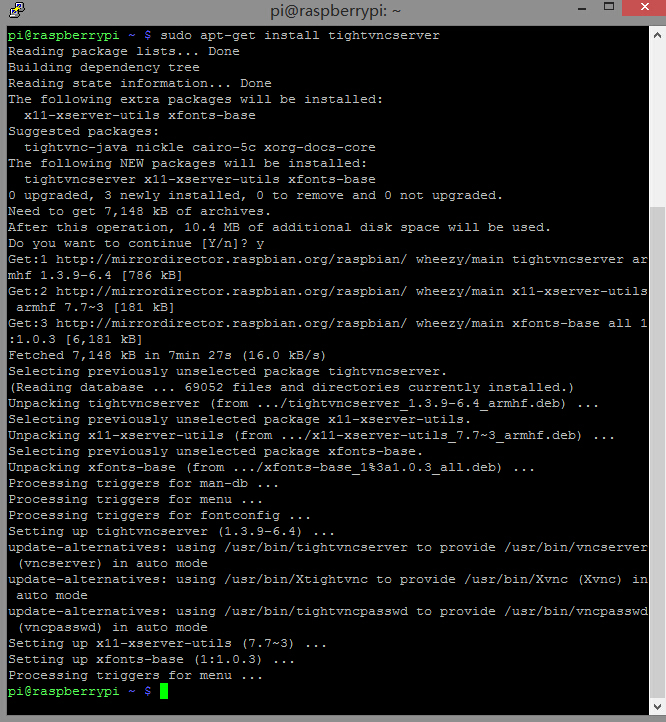 pi@raspberrypi: ~
pi@raspberrypi ~ $ sudo apt-get install tightvncserver
Reading package lists... Done
Building dependency tree
Reading state information... Done
The following extra packages will be installed:
  x11-xserver-utils xfonts-base
Suggested packages:
  tightvnc-java nickle cairo-5c xorg-docs-core
The following NEW packages will be installed:
  tightvncserver x11-xserver-utils xfonts-base
0 upgraded, 3 newly installed, 0 to remove and 0 not upgraded.
Need to get 7,148 kB of archives.
After this operation, 10.4 MB of additional disk space will be used.
Do you want to continue [Y/n]? y
Get:1 http://mirrordirector.raspbian.org/raspbian/ wheezy/main tightvncserver ar
mhf 1.3.9-6.4 [786 kB]
Get:2 http://mirrordirector.raspbian.org/raspbian/ wheezy/main x11-xserver-utils
 armhf 7.7~3 [181 kB]
Get:3 http://mirrordirector.raspbian.org/raspbian/ wheezy/main xfonts-base all 1
:1.0.3 [6,181 kB]
Fetched 7,148 kB in 7min 27s (16.0 kB/s)
Selecting previously unselected package tightvncserver.
(Reading database ... 69052 files and directories currently installed.)
Unpacking tightvncserver (from .../tightvncserver_1.3.9-6.4_armhf.deb) ...
Selecting previously unselected package x11-xserver-utils.
Unpacking x11-xserver-utils (from .../x11-xserver-utils_7.7~3_armhf.deb) ...
Selecting previously unselected package xfonts-base.
Unpacking xfonts-base (from .../xfonts-base_1%3a1.0.3_all.deb) ...
Processing triggers for man-db ...
Processing triggers for menu ...
Processing triggers for fontconfig ...
Setting up tightvncserver (1.3.9-6.4) ...
update-alternatives: using /usr/bin/tightvncserver to provide /usr/bin/vncserver
 (vncserver) in auto mode
update-alternatives: using /usr/bin/Xtightvnc to provide /usr/bin/Xvnc (Xvnc) in
 auto mode
update-alternatives: using /usr/bin/tightvncpasswd to provide /usr/bin/vncpasswd
 (vncpasswd) in auto mode
Setting up x11-xserver-utils (7.7~3) ...
Setting up xfonts-base (1:1.0.3) ...
Processing triggers for menu ...
pi@raspberrypi ~ $